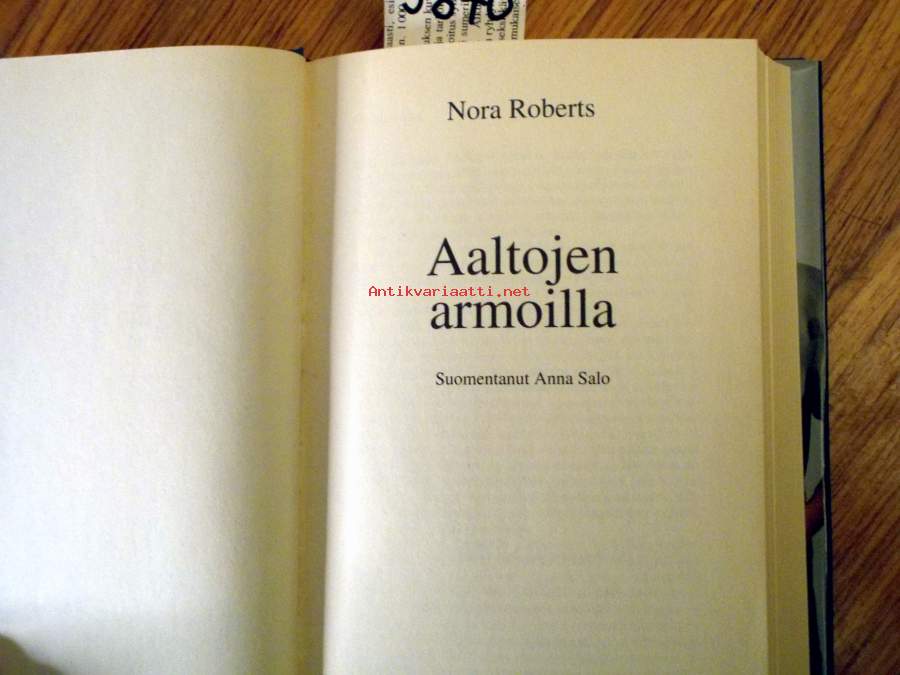 Nora Roberts
Aaltojen
Antikvariaatti.net
armoilla
Suomentanut Anna Salo